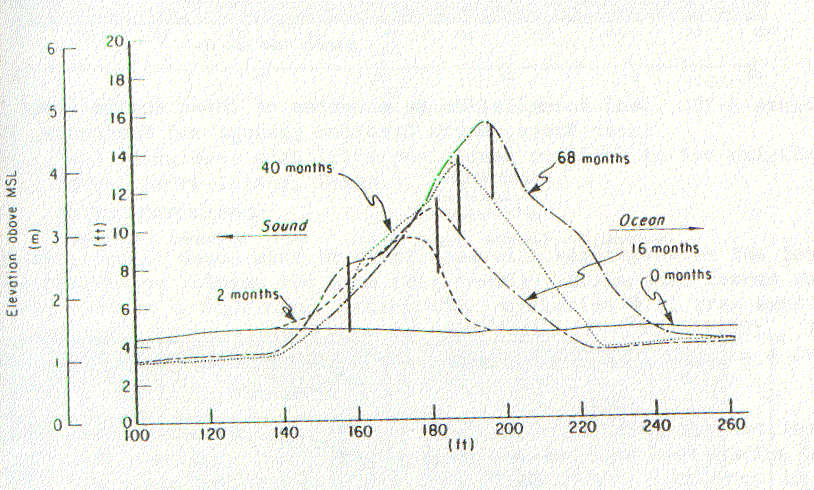 Elevation above MSL
(m)
6
5
4
3
2
1
0
(ft)
20
18
16
14
12
10
8
6
4
2
0
40 months
68 months
Sound
Ocean
16 months
0 months
2 months
100 120 140 160 180 200 220 240 260
(ft)